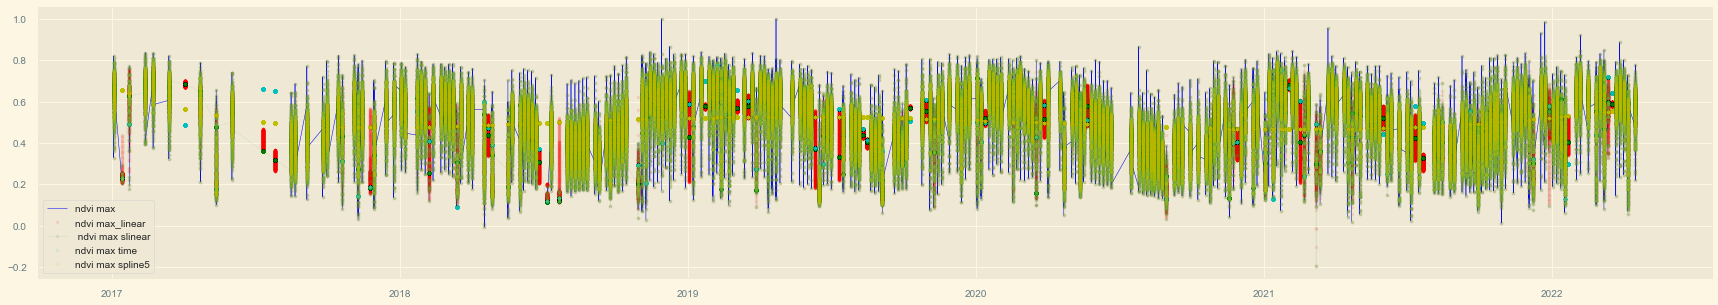 1.0
0.8
0.6
0.4
0.2
0.0
−0.2
ndvi max
ndvi max_linear
ndvi max slinear
ndvi max time
ndvi max spline5
2017 2018 2019 2020 2021 2022